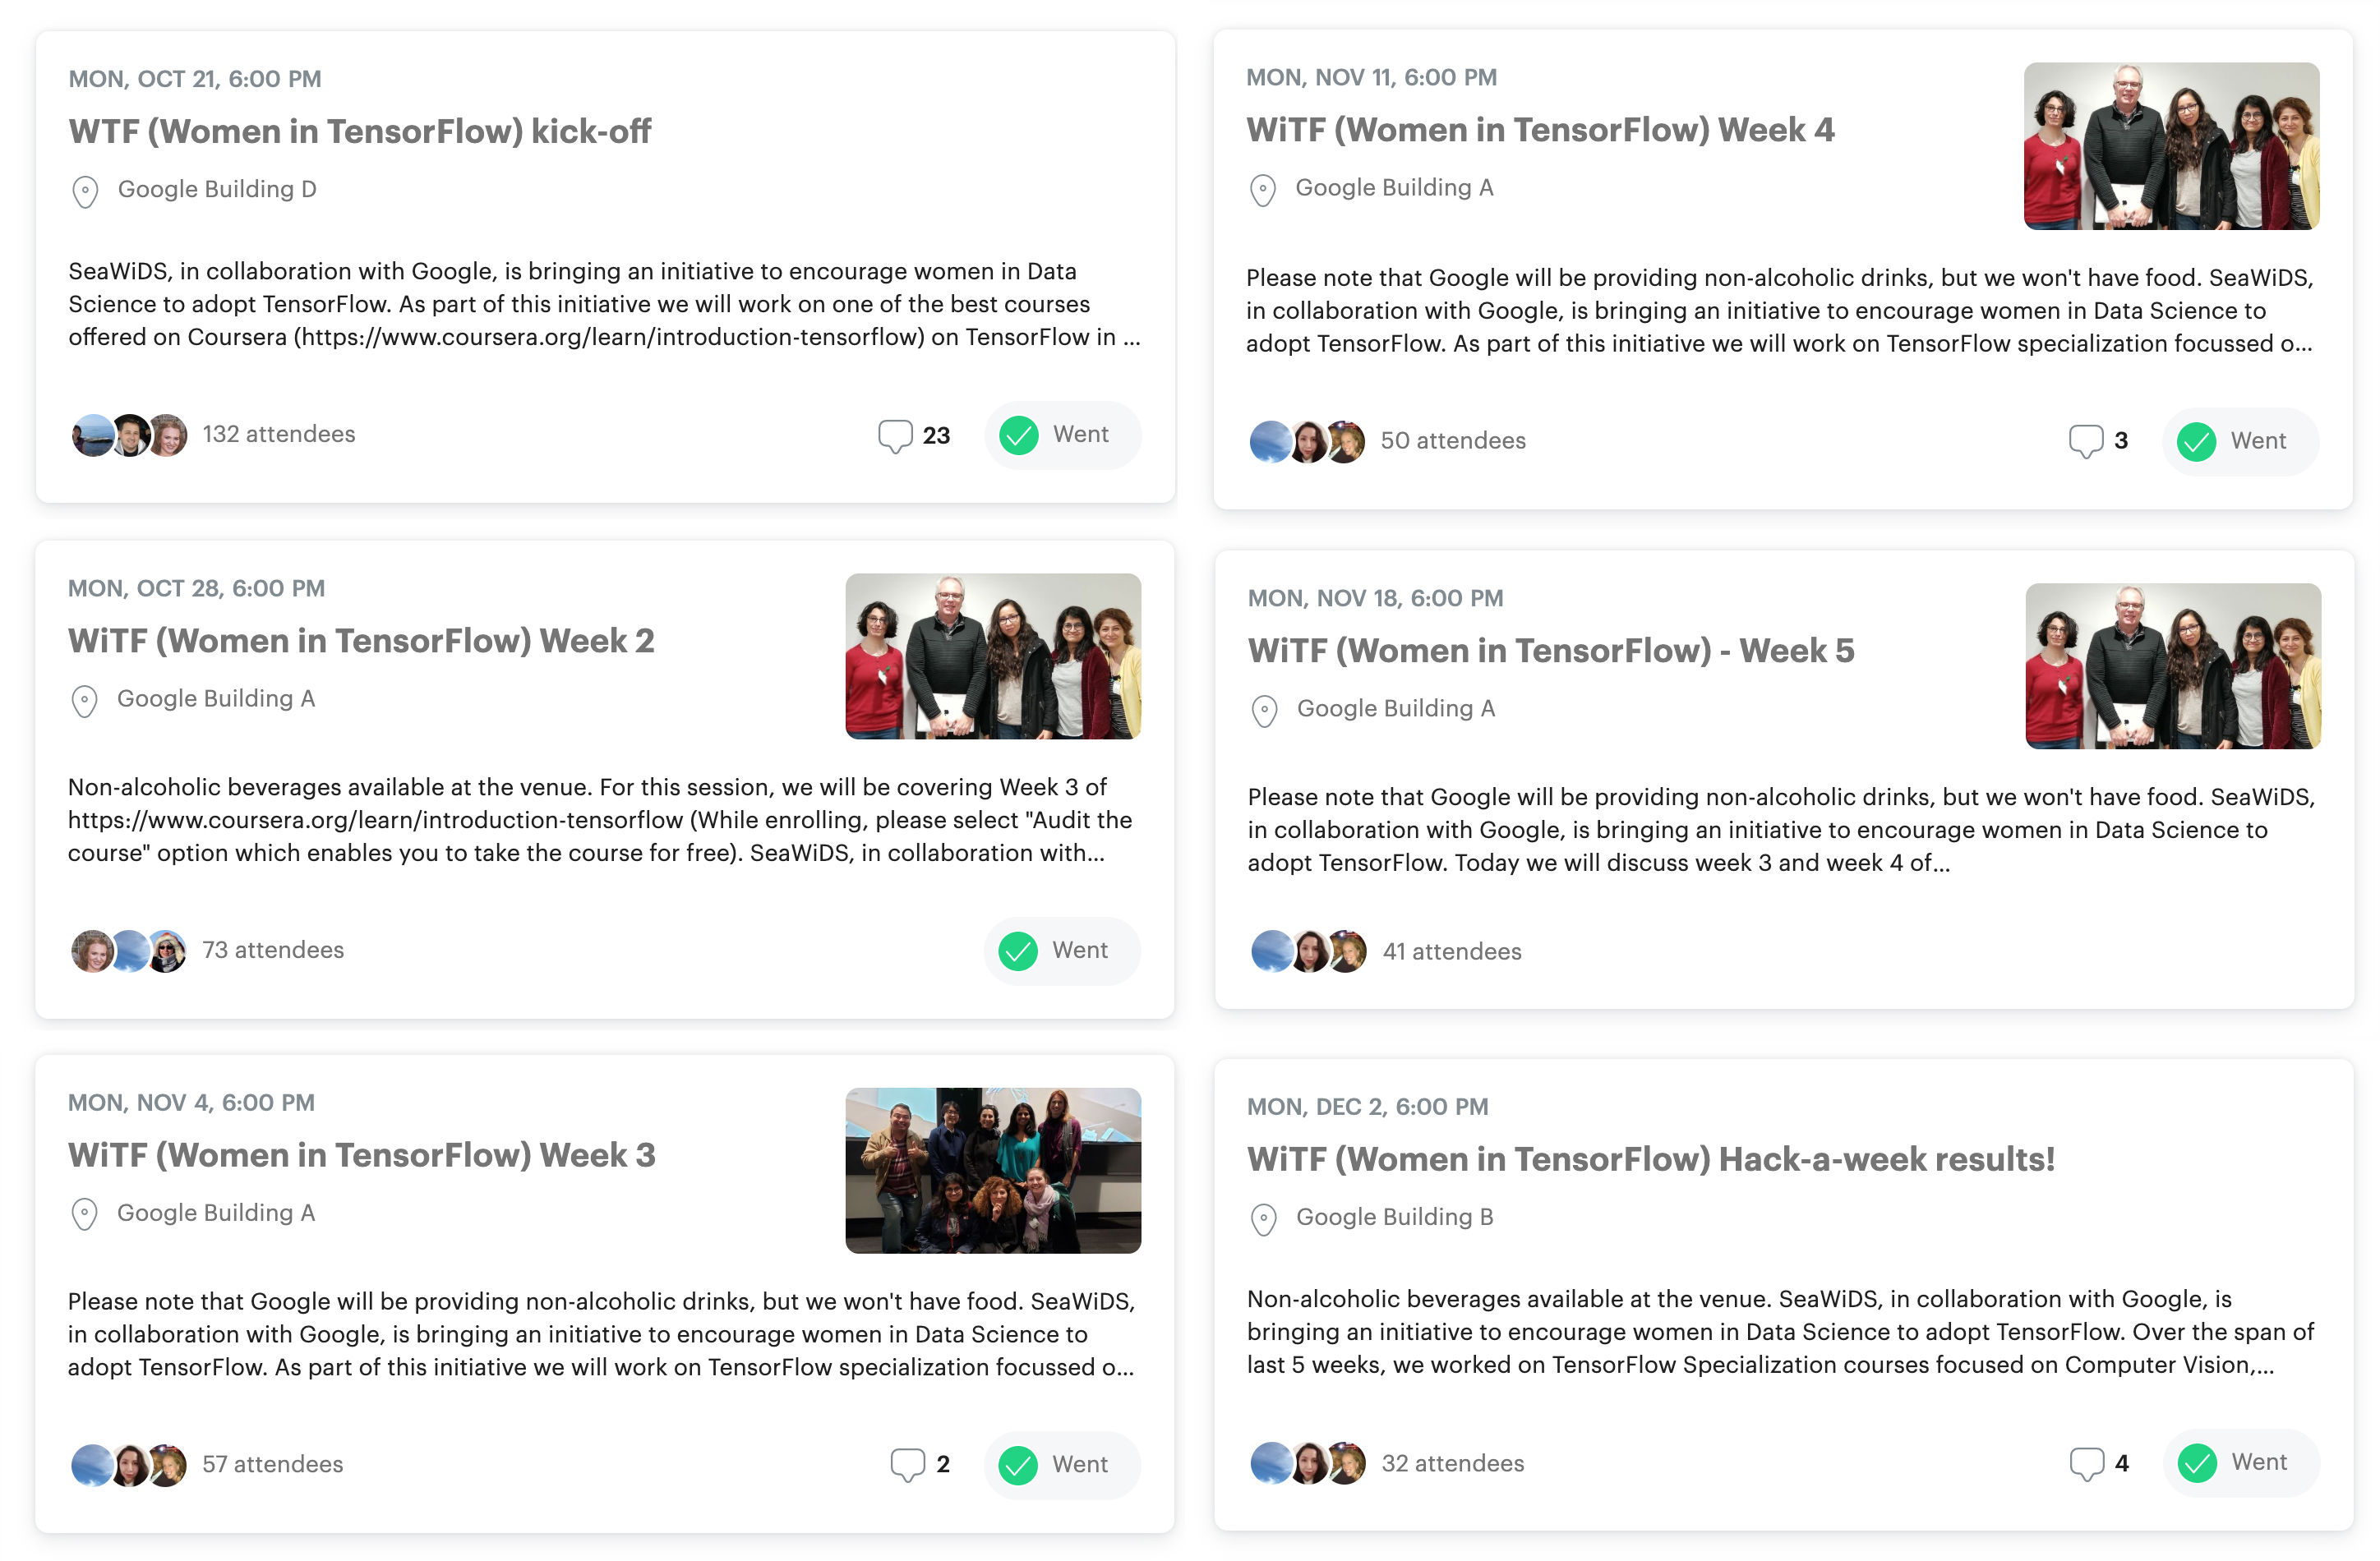 MON, OCT 21, 6:00 PM
WTF (Women in TensorFlow) kick-off
Google Building D
SeaWiDS, in collaboration with Google, is bringing an initiative to encourage women in Data
Science to adopt TensorFlow. As part of this initiative we will work on one of the best courses
offered on Coursera (https://www.coursera.org/learn/introduction-tensorflow) on TensorFlow in ...
132 attendees
23
Went
MON, OCT 28, 6:00 PM
WiTF (Women in TensorFlow) Week 2
Google Building A
Non-alcoholic beverages available at the venue. For this session, we will be covering Week 3 of
https://www.coursera.org/learn/introduction-tensorflow (While enrolling, please select "Audit the
course" option which enables you to take the course for free). SeaWiDS, in collaboration with...
73 attendees
Went
MON, NOV 4, 6:00 PM
WiTF (Women in TensorFlow) Week 3
Google Building A
Please note that Google will be providing non-alcoholic drinks, but we won't have food. SeaWiDS,
in collaboration with Google, is bringing an initiative to encourage women in Data Science to
adopt TensorFlow. As part of this initiative we will work on TensorFlow specialization focussed o...
57 attendees
2
Went
MON, NOV 11, 6:00 PM
WiTF (Women in TensorFlow) Week 4
Google Building A
Please note that Google will be providing non-alcoholic drinks, but we won't have food. SeaWiDS,
in collaboration with Google, is bringing an initiative to encourage women in Data Science to
adopt TensorFlow. As part of this initiative we will work on TensorFlow specialization focussed o...
50 attendees
3
Went
MON, NOV 18, 6:00 PM
WiTF (Women in TensorFlow) - Week 5
Google Building A
Please note that Google will be providing non-alcoholic drinks, but we won't have food. SeaWiDS,
in collaboration with Google, is bringing an initiative to encourage women in Data Science to
adopt TensorFlow. Today we will discuss week 3 and week 4 of...
41 attendees
MON, DEC 2, 6:00 PM
WiTF (Women in TensorFlow) Hack-a-week results!
Google Building B
Non-alcoholic beverages available at the venue. SeaWiDS, in collaboration with Google, is
bringing an initiative to encourage women in Data Science to adopt TensorFlow. Over the span of
last 5 weeks, we worked on TensorFlow Specialization courses focused on Computer Vision,...
32 attendees
4
Went